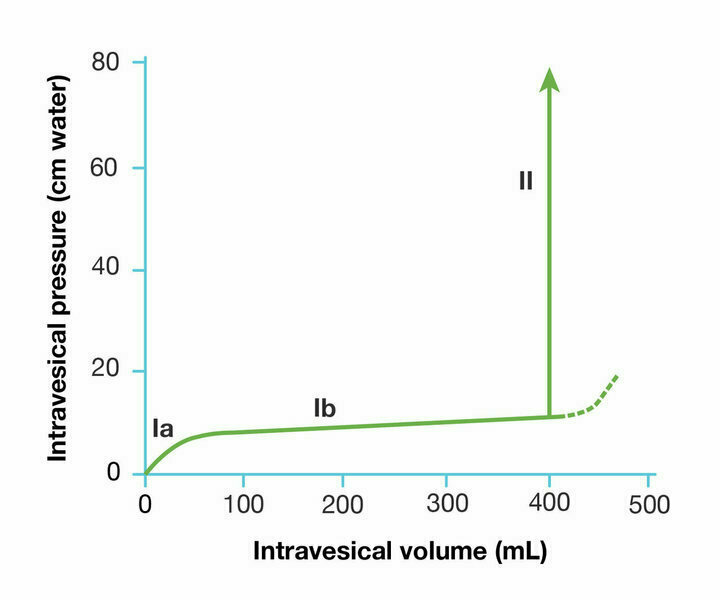 Intravesical pressure (cm water)
80
60
40
20
0
Ia
Ib
II
0 100 200 300 400 500
Intravesical volume (mL)